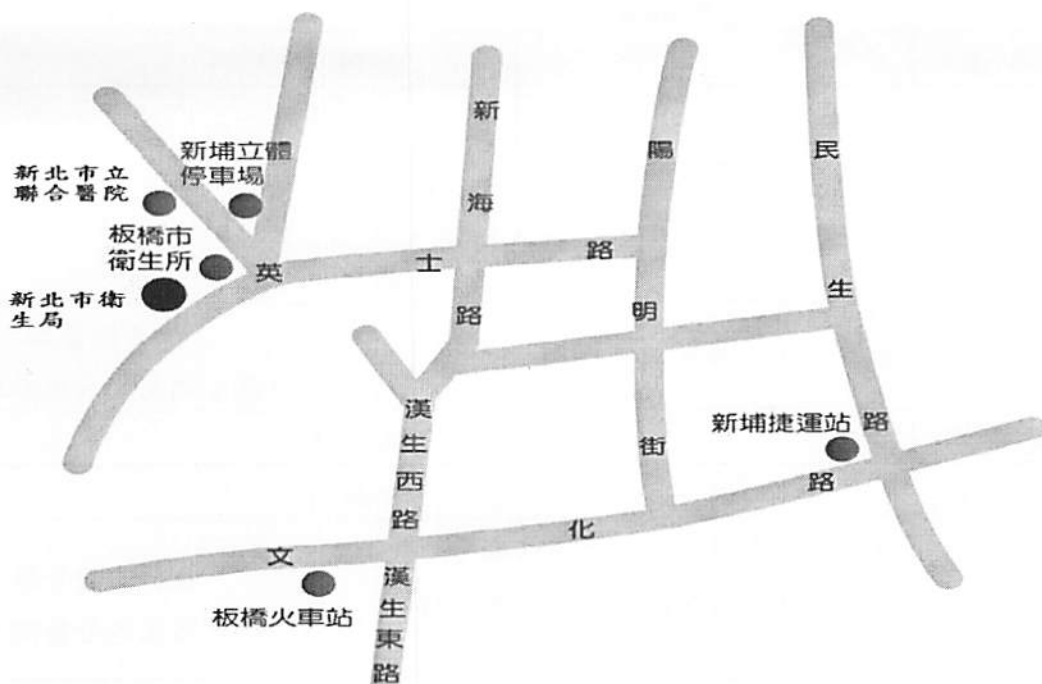 新埔立體
停車場
新北市立
聯合醫院
板橋市
衛生所
新北市衛
生局
英士路
新海路
陽明街
民生路
漢生西路
新埔捷運站
文化路
板橋火車站
漢生東路